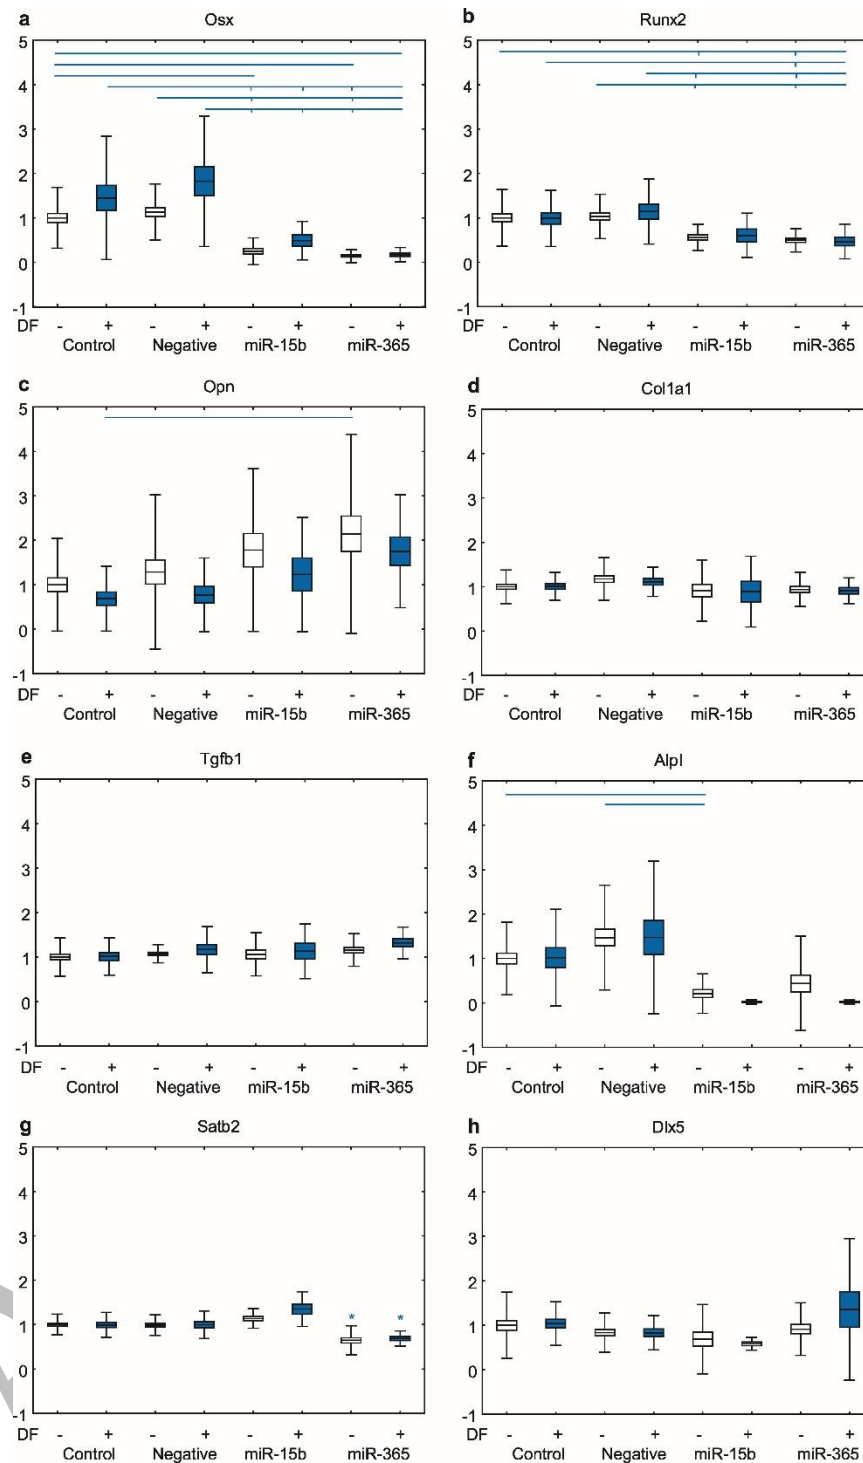 a Osx
5
4
3
2
1
0
-1
DF - + - + - + - +
Control Negative miR-15b miR-365
b Runx2
5
4
3
2
1
0
-1
DF - + - + - + - +
Control Negative miR-15b miR-365
c Opn
5
4
3
2
1
0
-1
DF - + - + - + - +
Control Negative miR-15b miR-365
d Col1a1
5
4
3
2
1
0
-1
DF - + - + - + - +
Control Negative miR-15b miR-365
e Tgfb1
5
4
3
2
1
0
-1
DF - + - + - + - +
Control Negative miR-15b miR-365
f Alpl
5
4
3
2
1
0
-1
DF - + - + - + - +
Control Negative miR-15b miR-365
g Satb2
5
4
3
2
1
0
-1
* *
DF - + - + - + - +
Control Negative miR-15b miR-365
h Dlx5
5
4
3
2
1
0
-1
DF - + - + - + - +
Control Negative miR-15b miR-365